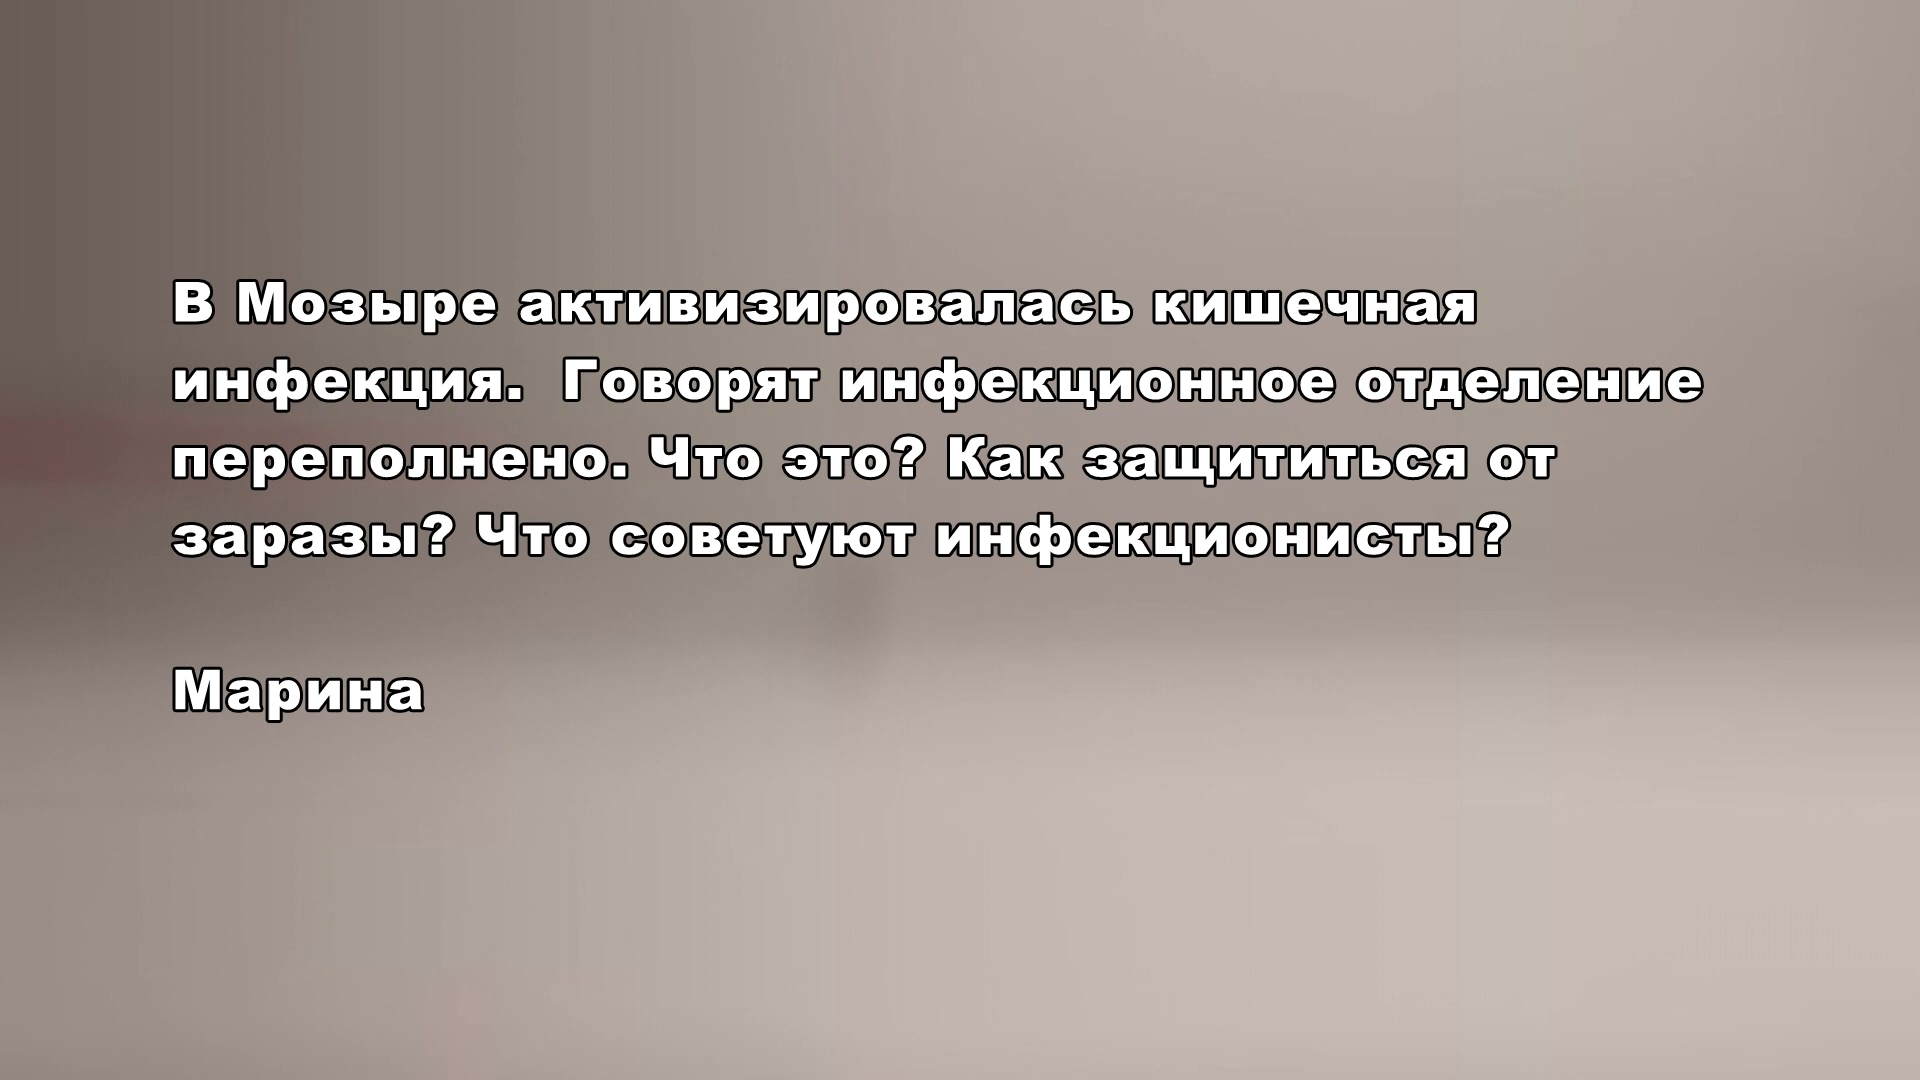 В Мозыре активизировалась кишечная
инфекция.  Говорят инфекционное отделение
переполнено. Что это? Как защититься от
заразы? Что советуют инфекционисты?
Марина